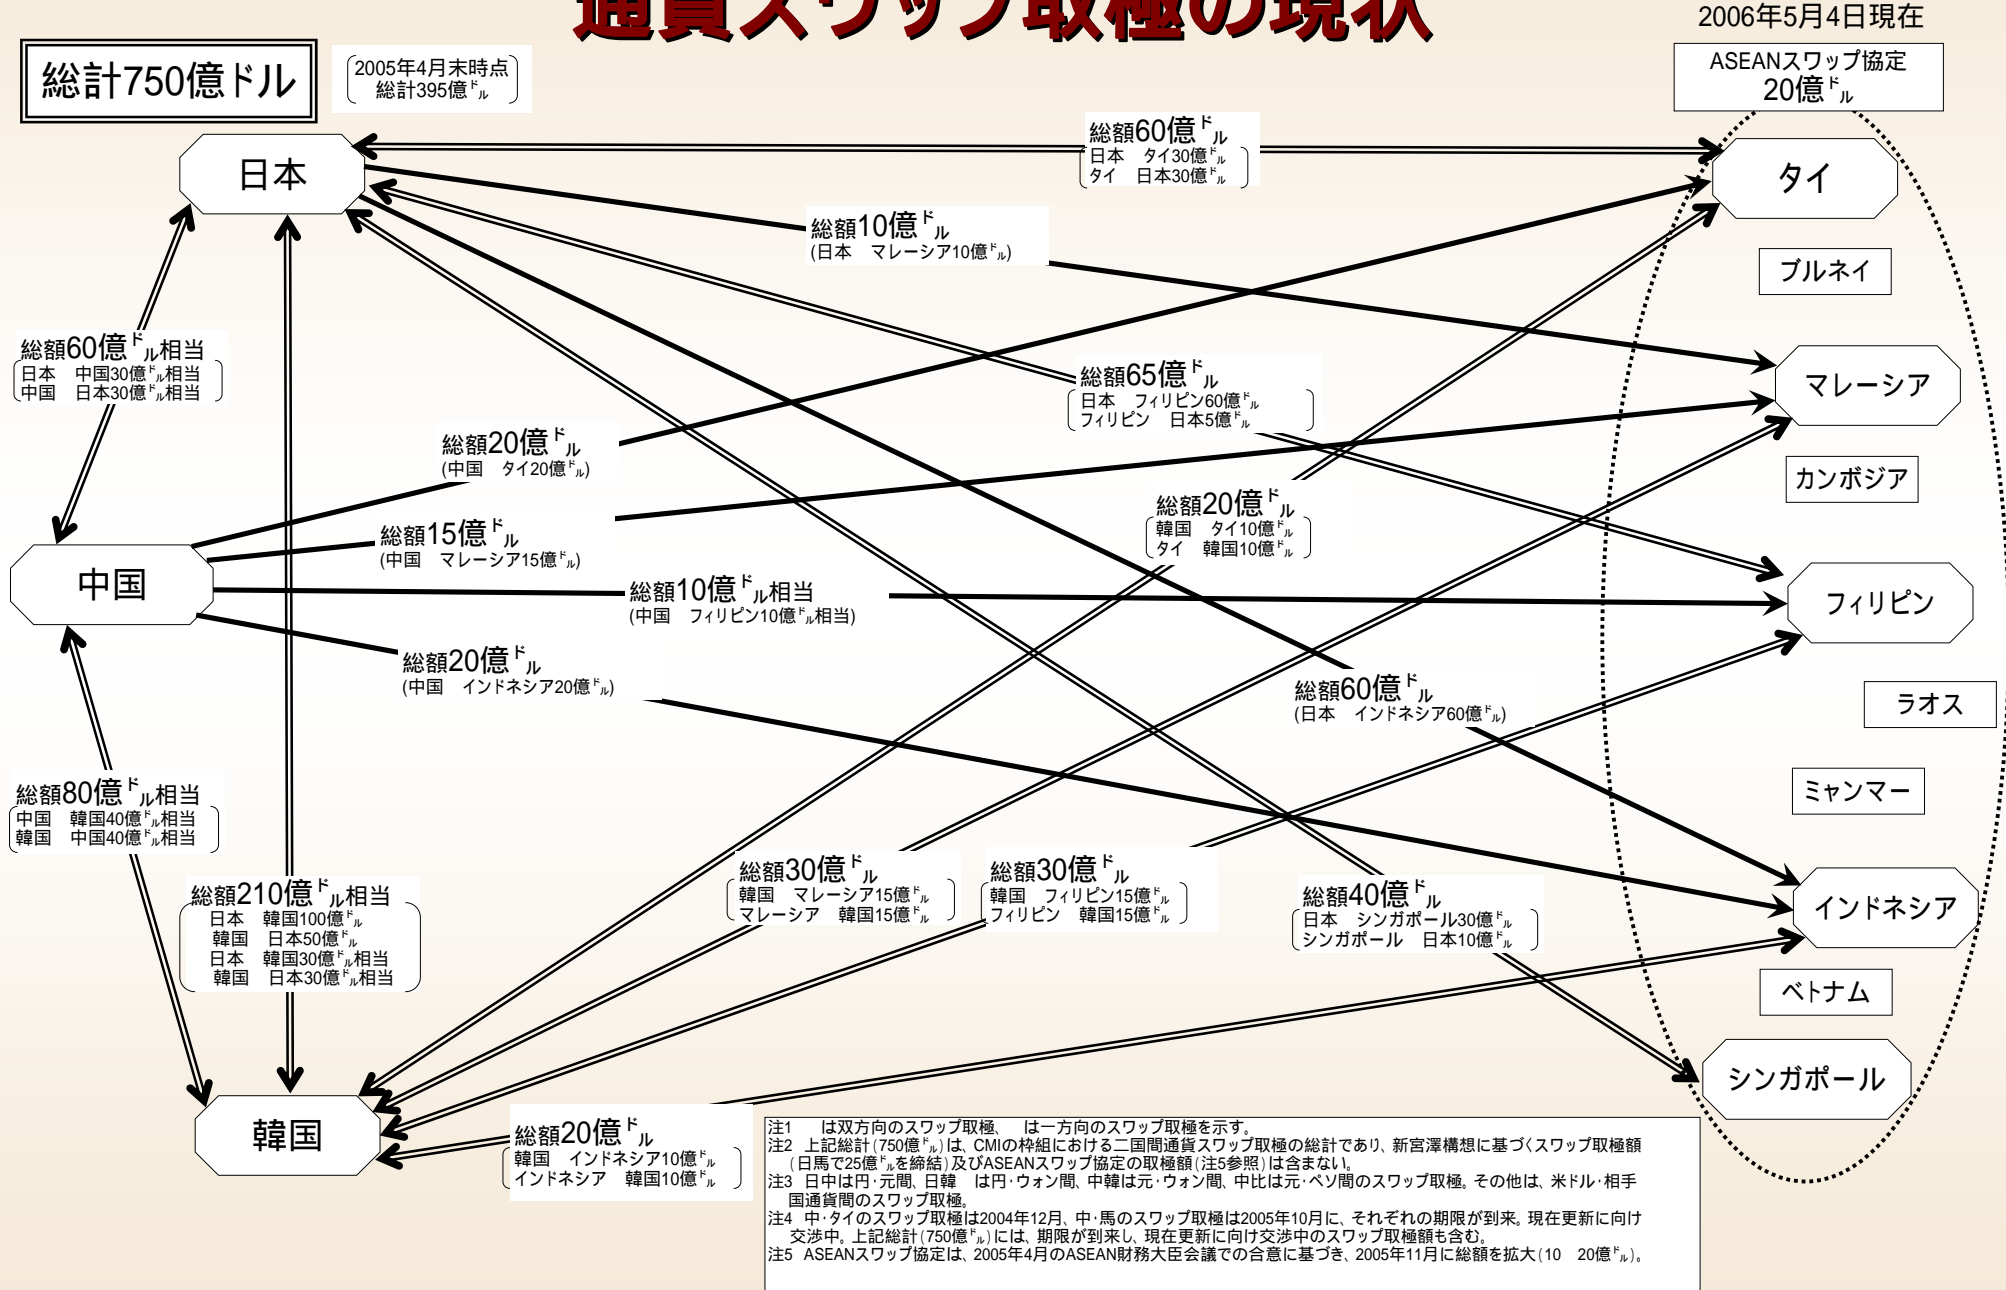 通貨スワップ取極の現状
2006年5月4日現在
総計750億ドル
2005年4月末時点
総計395億ドル
ASEANスワップ協定
20億ドル
日本
総額60億ドル
日本　タイ30億ドル
タイ　日本30億ドル
タイ
総額10億ドル
(日本　マレーシア10億ドル)
ブルネイ
総額60億ドル相当
日本　中国30億ドル相当
中国　日本30億ドル相当
総額65億ドル
日本　フィリピン60億ドル
フィリピン　日本5億ドル
マレーシア
総額20億ドル
(中国　タイ20億ドル)
カンボジア
総額15億ドル
(中国　マレーシア15億ドル)
総額20億ドル
韓国　タイ10億ドル
タイ　韓国10億ドル
中国
総額10億ドル相当
(中国　フィリピン10億ドル相当)
フィリピン
総額20億ドル
(中国　インドネシア20億ドル)
総額60億ドル
(日本　インドネシア60億ドル)
ラオス
ミャンマー
総額80億ドル相当
中国　韓国40億ドル相当
韓国　中国40億ドル相当
総額210億ドル相当
日本　韓国100億ドル
韓国　日本50億ドル
日本　韓国30億ドル相当
韓国　日本30億ドル相当
総額30億ドル
韓国　マレーシア15億ドル
マレーシア　韓国15億ドル
総額30億ドル
韓国　フィリピン15億ドル
フィリピン　韓国15億ドル
総額40億ドル
日本　シンガポール30億ドル
シンガポール　日本10億ドル
インドネシア
ベトナム
シンガポール
韓国
総額20億ドル
韓国　インドネシア10億ドル
インドネシア　韓国10億ドル
注1　は双方向のスワップ取極、　は一方向のスワップ取極を示す。
注2 上記総計(750億ドル)は、CMIの枠組における二国間通貨スワップ取極の総計であり、新宮澤構想に基づくスワップ取極額
(日馬で25億ドルを締結)及びASEANスワップ協定の取極額(注5参照)は含まない。
注3 日中は円・元間、日韓　は円・ウォン間、中韓は元・ウォン間、中比は元・ペソ間のスワップ取極。その他は、米ドル・相手
国通貨間のスワップ取極。
注4 中・タイのスワップ取極は2004年12月、中・馬のスワップ取極は2005年10月に、それぞれの期限が到来。現在更新に向け
交渉中。上記総計(750億ドル)には、期限が到来し、現在更新に向け交渉中のスワップ取極額も含む。
注5 ASEANスワップ協定は、2005年4月のASEAN財務大臣会議での合意に基づき、2005年11月に総額を拡大(10　20億ドル)。